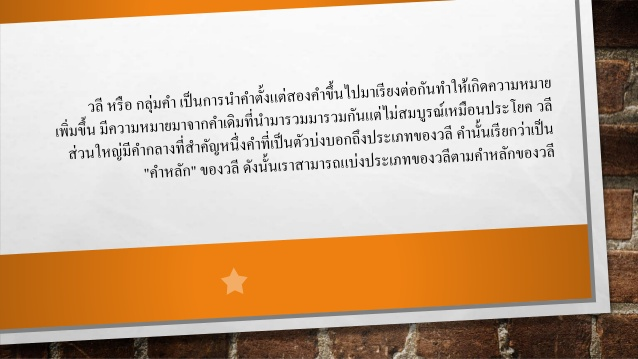 วลี หรือ กลุ่มคำ เป็นการนำคำตั้งแต่สองคำขึ้นไปมาเรียงต่อกันทำให้เกิดความหมาย
เพิ่มขึ้น มีความหมายมาจากคำเดิมที่นำมารวมมารวมกันแต่ไม่สมบูรณ์เหมือนประโยค วลี
ส่วนใหญ่มีคำกลางที่สำคัญหนึ่งคำที่เป็นตัวบ่งบอกถึงประเภทของวลี คำนั้นเรียกว่าเป็น
"คำหลัก" ของวลี ดังนั้นเราสามารถแบ่งประเภทของวลีตามคำหลักของวลี